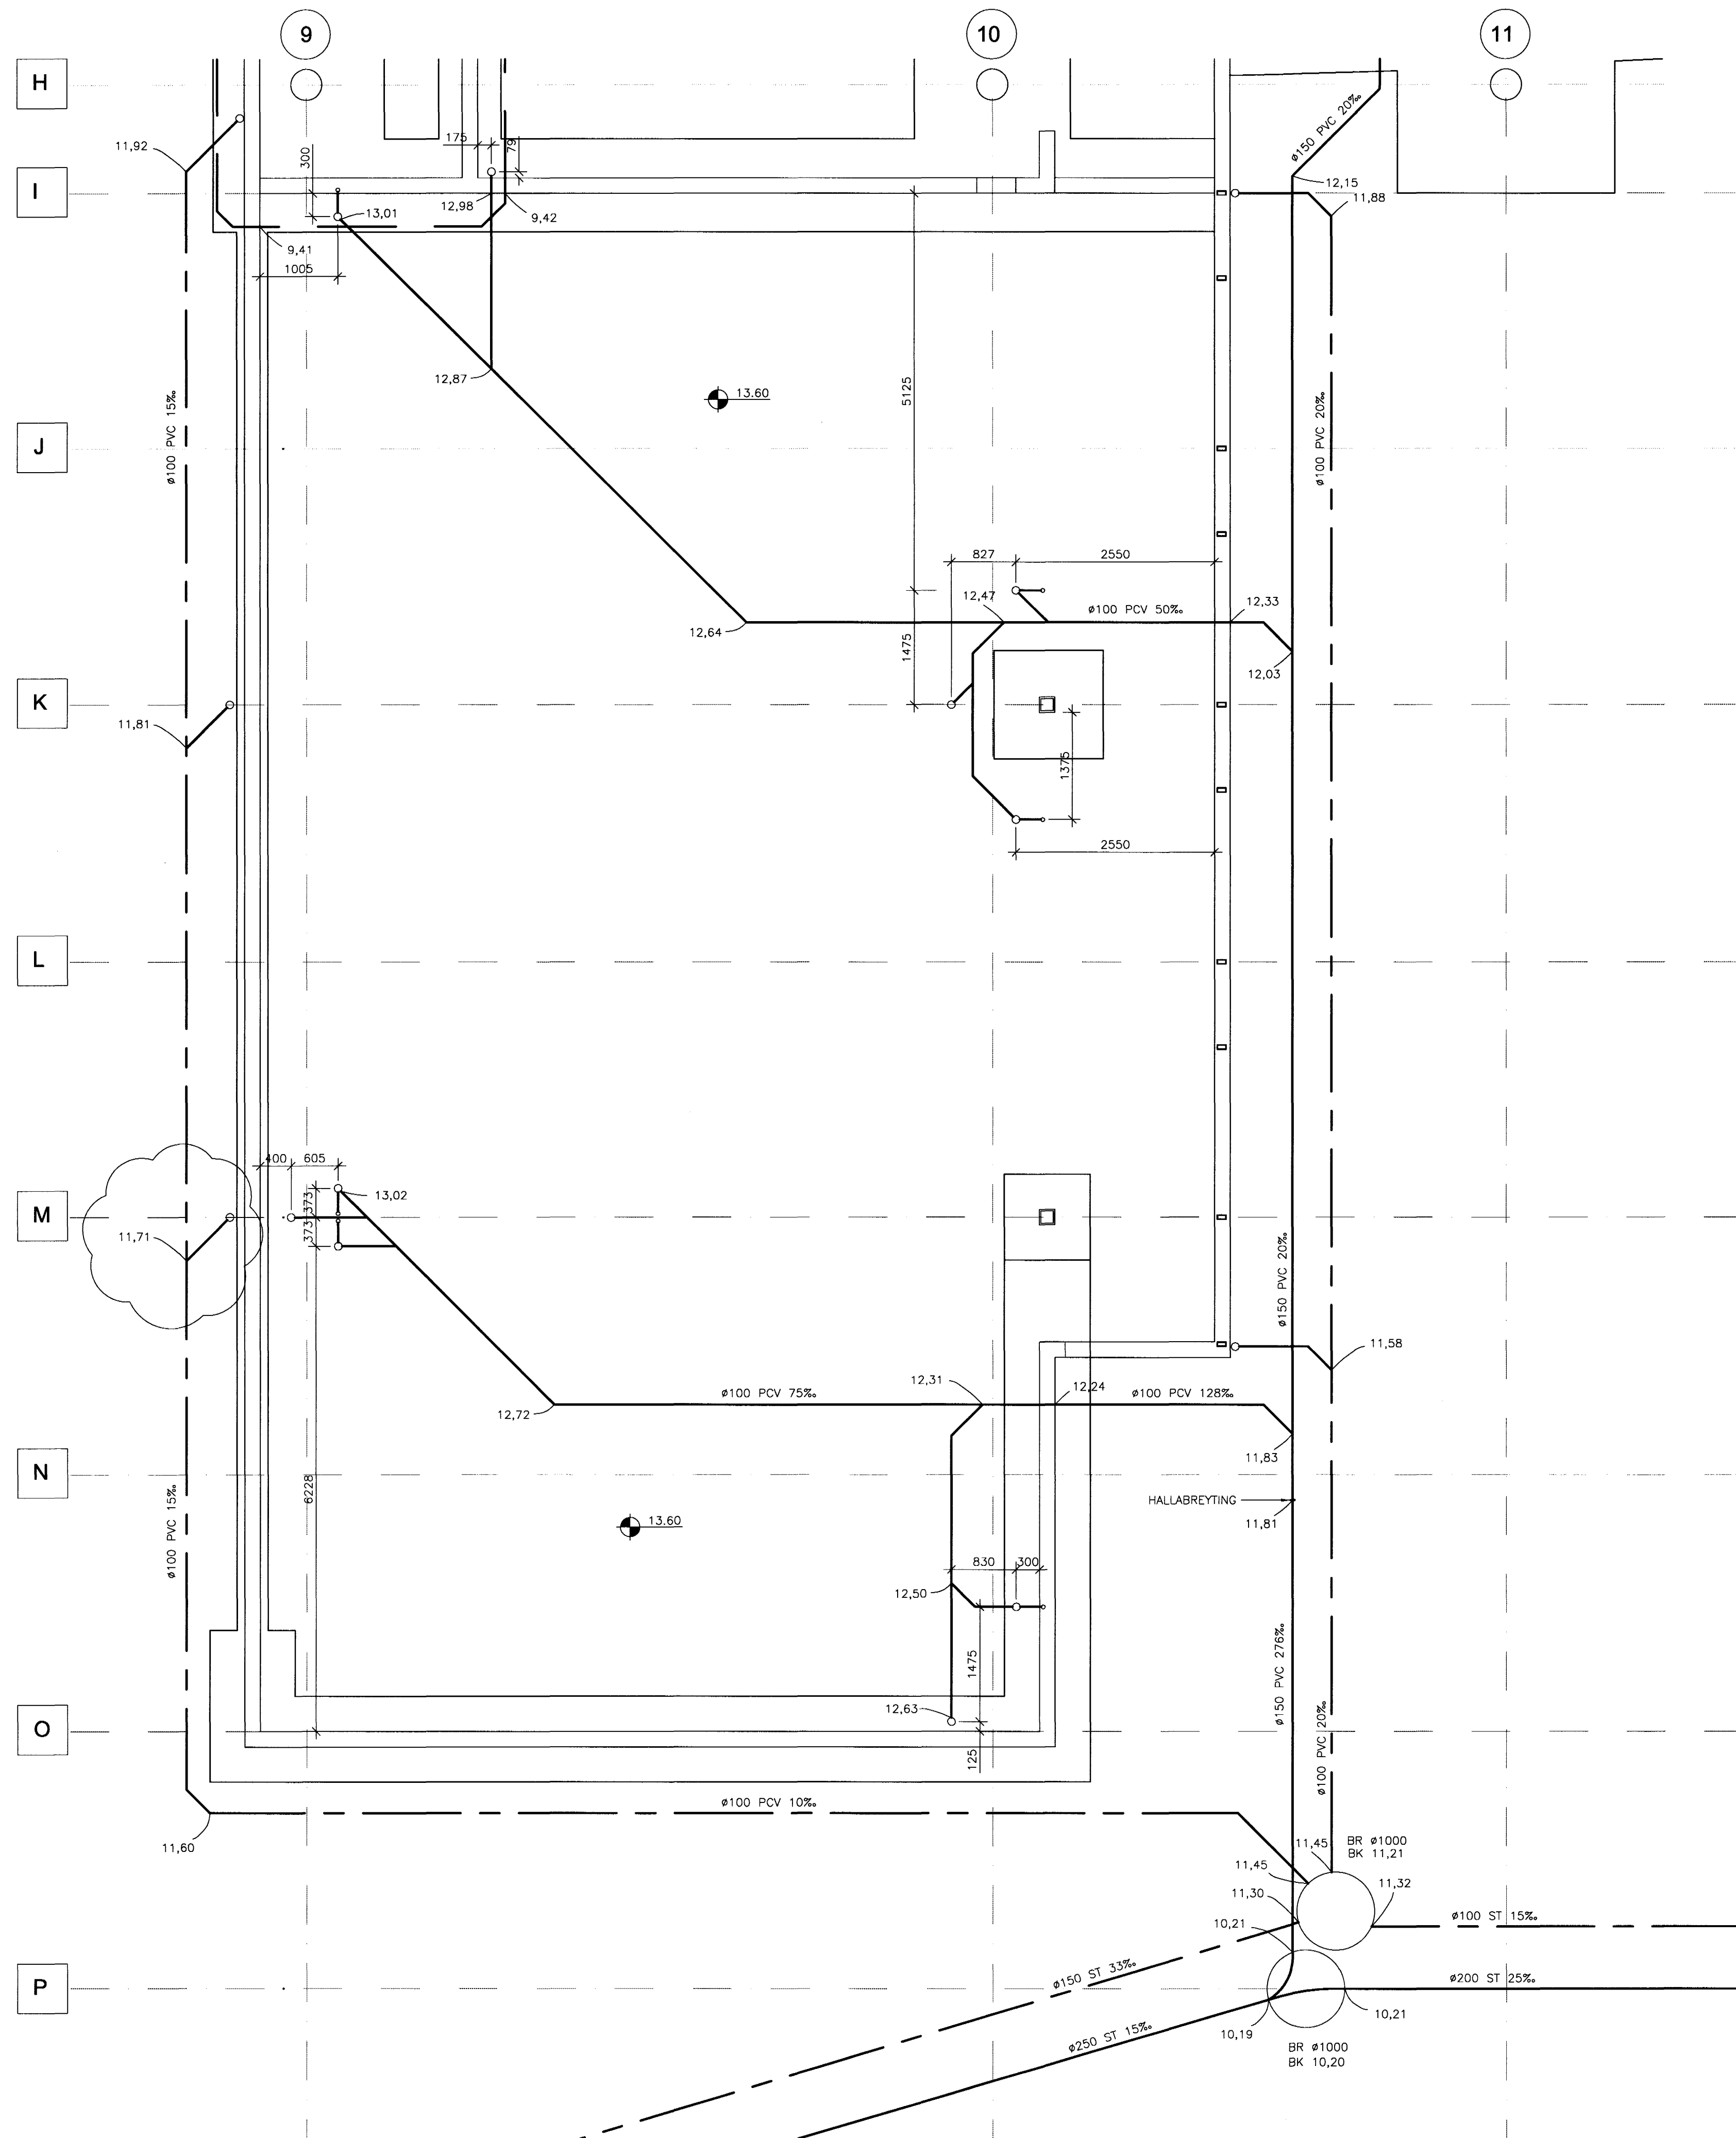 9
10
11
H
ø150 PVC 20‰
175
79
11,92
300
I
12,15
11,88
12,98
13,01
9,42
9,41
1005
12,87
13.60
5125
ø100 PVC 15‰
ø100 PVC 20‰
J
827
2550
12,47
ø100 PCV 50‰
12,33
12,64
1475
12,03
K
11,81
1375
2550
L
400
605
13,02
373
373
M
11,71
ø150 PVC 20‰
11,58
12,31
12,24
ø100 PCV 75‰
ø100 PCV 128‰
12,72
11,83
N
6228
HALLABREYTING
11,81
13.60
ø100 PVC 15‰
830
300
12,50
1475
ø150 PVC 276‰
12,63
O
125
ø100 PVC 20‰
ø100 PCV 10‰
11,60
11,45
BR ø1000
BK 11,21
11,45
11,30
11,32
10,21
ø100 ST 15‰
ø150 ST 33‰
P
ø200 ST 25‰
10,21
10,19
ø250 ST 15‰
BR ø1000
BK 10,20